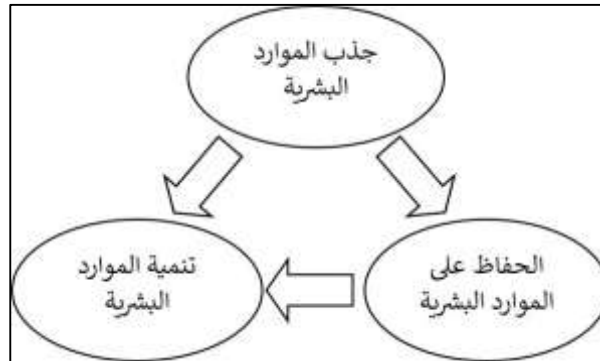 جذب الموارد
البشرية
الحفاظ على
الموارد البشرية
تنمية الموارد
البشرية